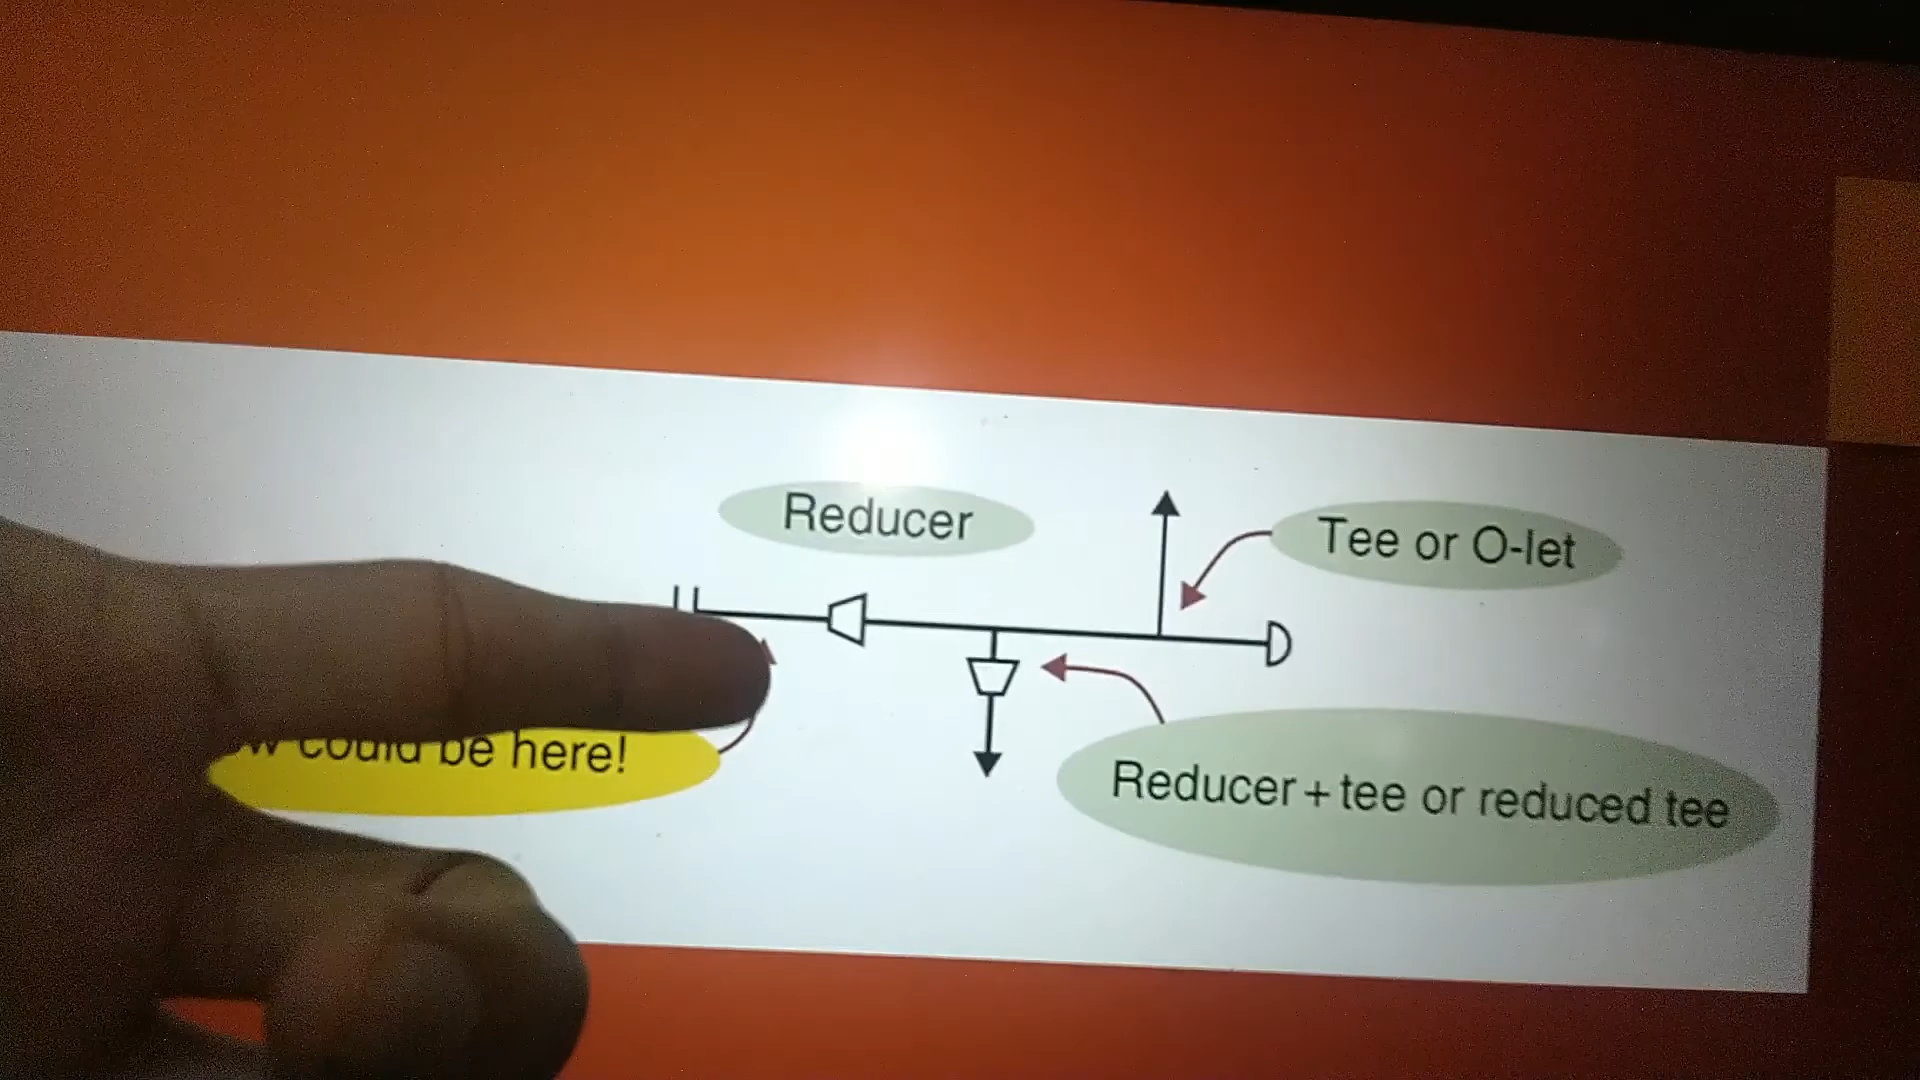 Reducer
Tee or O-let
could be here!
Reducer + tee or reduced tee